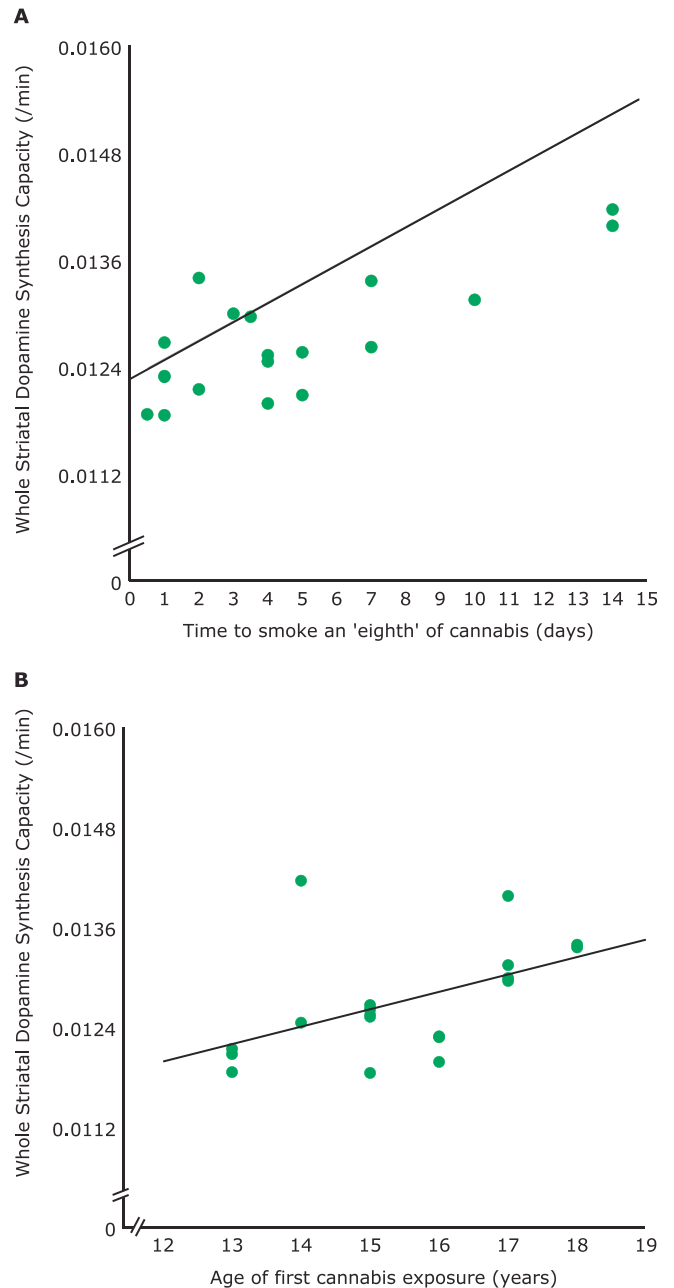 A
Whole Striatal Dopamine Synthesis Capacity (/min)
0.0160
0.0148
0.0136
0.0124
0.0112
0
0 1 2 3 4 5 6 7 8 9 10 11 12 13 14 15
Time to smoke an 'eighth' of cannabis (days)
B
Whole Striatal Dopamine Synthesis Capacity (/min)
0.0160
0.0148
0.0136
0.0124
0.0112
0
12 13 14 15 16 17 18 19
Age of first cannabis exposure (years)